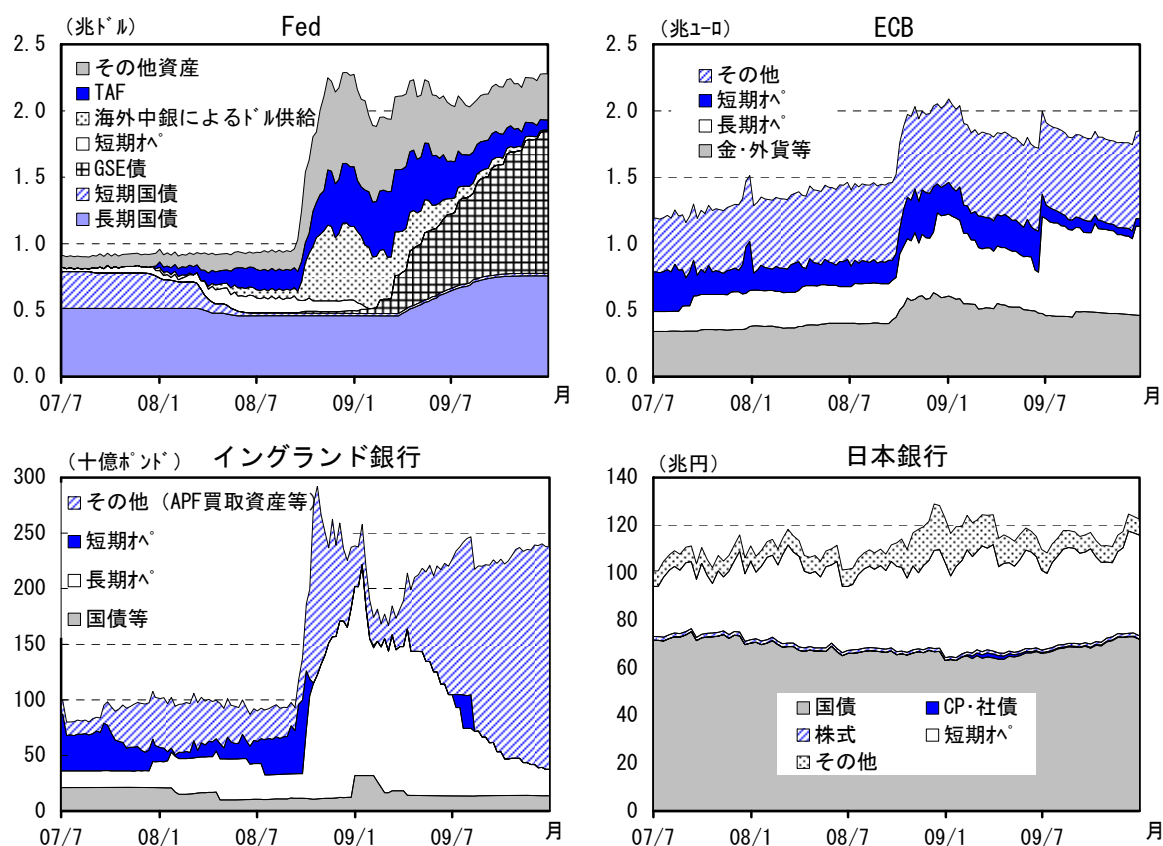 （兆ﾄﾞﾙ）
Fed
2.5
2.0
1.5
1.0
0.5
0.0
その他資産
TAF
海外中銀によるﾄﾞﾙ供給
短期ｵﾍﾟ
GSE債
短期国債
長期国債
07/7
08/1
08/7
09/1
09/7
月
（兆ﾕｰﾛ）
ECB
2.5
2.0
1.5
1.0
0.5
0.0
その他
短期ｵﾍﾟ
長期ｵﾍﾟ
金・外貨等
07/7
08/1
08/7
09/1
09/7
月
（十億ﾎﾟﾝﾄﾞ）
イングランド銀行
300
250
200
150
100
50
0
その他（APF買取資産等）
短期ｵﾍﾟ
長期ｵﾍﾟ
国債等
07/7
08/1
08/7
09/1
09/7
月
（兆円）
日本銀行
140
120
100
80
60
40
20
0
国債
CP・社債
株式
短期ｵﾍﾟ
その他
07/7
08/1
08/7
09/1
09/7
月